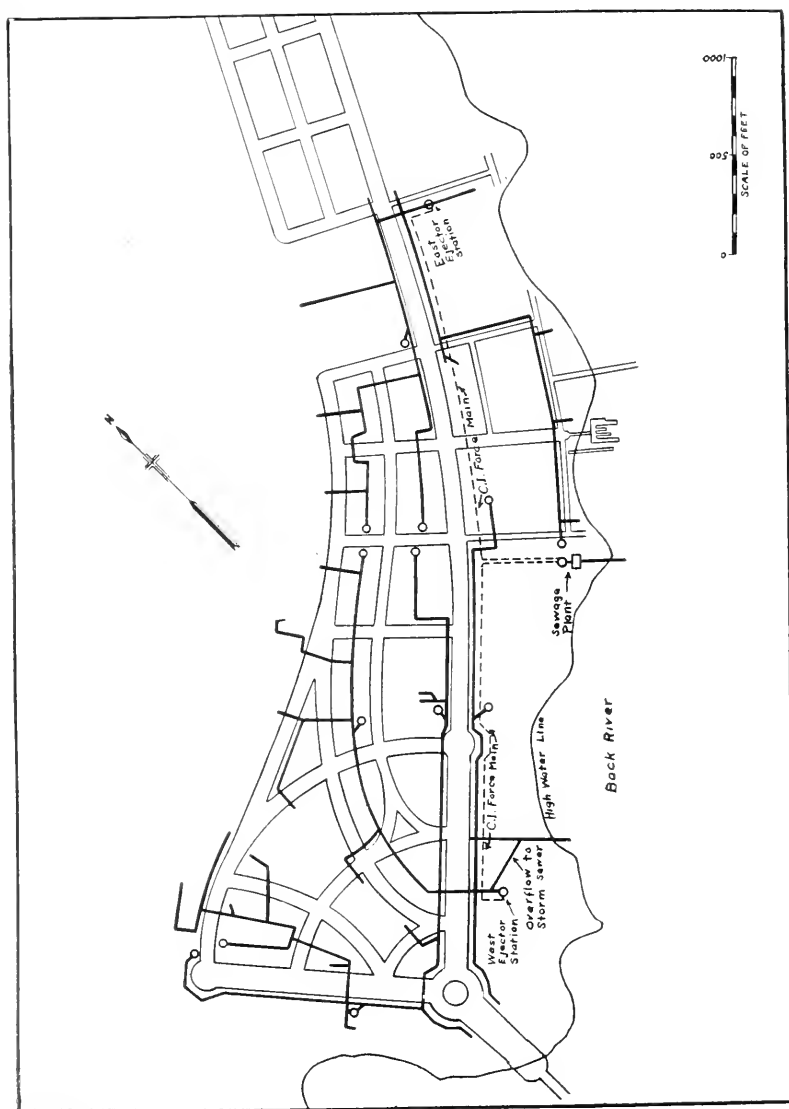 N
1000
500
0
SCALE OF FEET
East
Ejector
Ejection
Station
C.I. Force Main
Sewage
Plant
C.I. Force Main
High Water Line
Back River
West
Ejector
Station
Overflow to
Storm Sewer